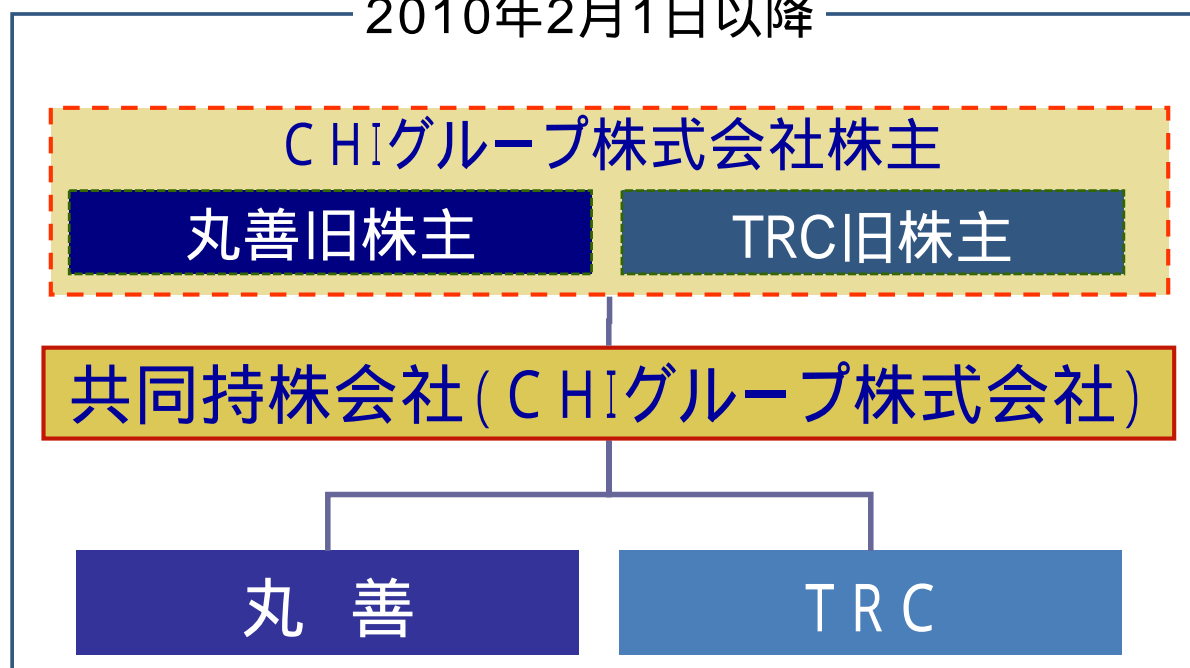 2010年2月1日以降
CHIグループ株式会社株主
丸善旧株主
TRC旧株主
共同持株会社(CHIグループ株式会社)
丸 善
TRC